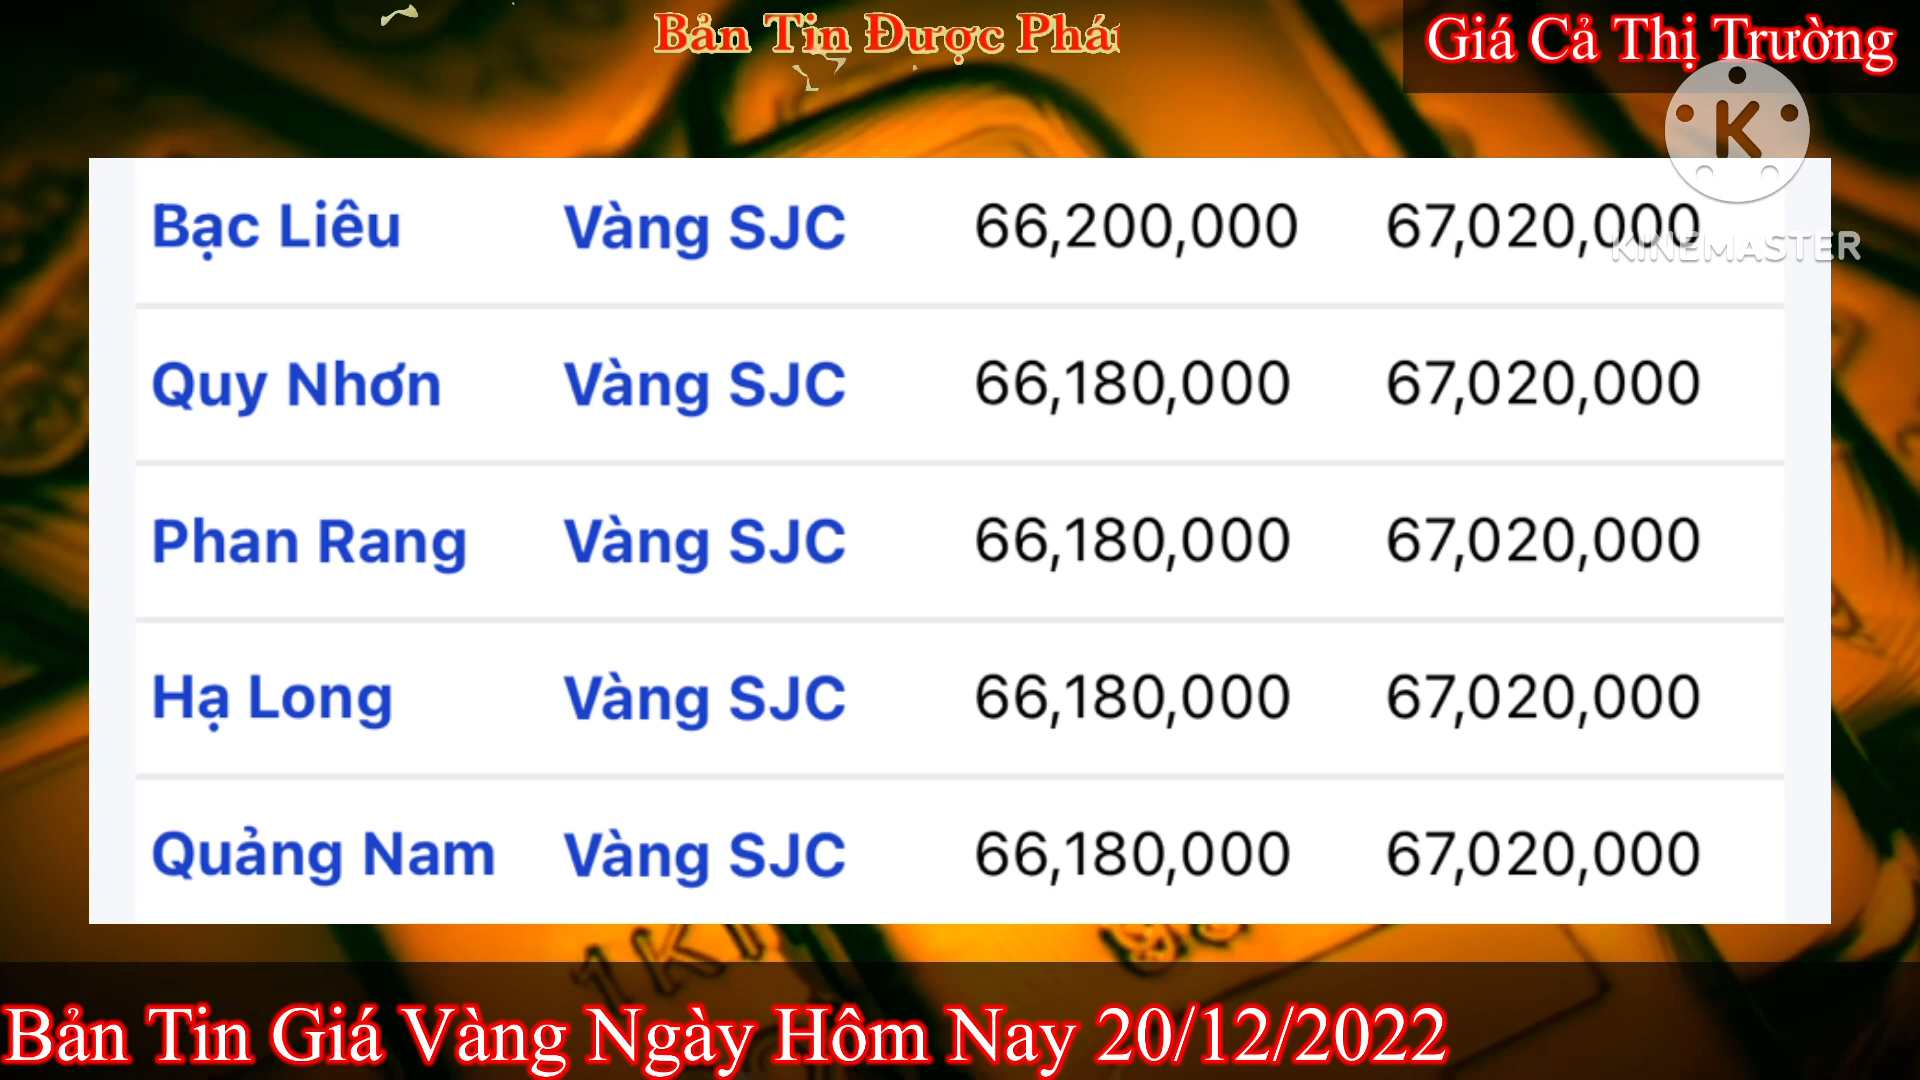 Bản Tin Được Phá
Giá Cả Thị Trường
K
KINEMASTER
Bạc Liêu Vàng SJC 66,200,000 67,020,000
Quy Nhơn Vàng SJC 66,180,000 67,020,000
Phan Rang Vàng SJC 66,180,000 67,020,000
Hạ Long Vàng SJC 66,180,000 67,020,000
Quảng Nam Vàng SJC 66,180,000 67,020,000
Bản Tin Giá Vàng Ngày Hôm Nay 20/12/2022